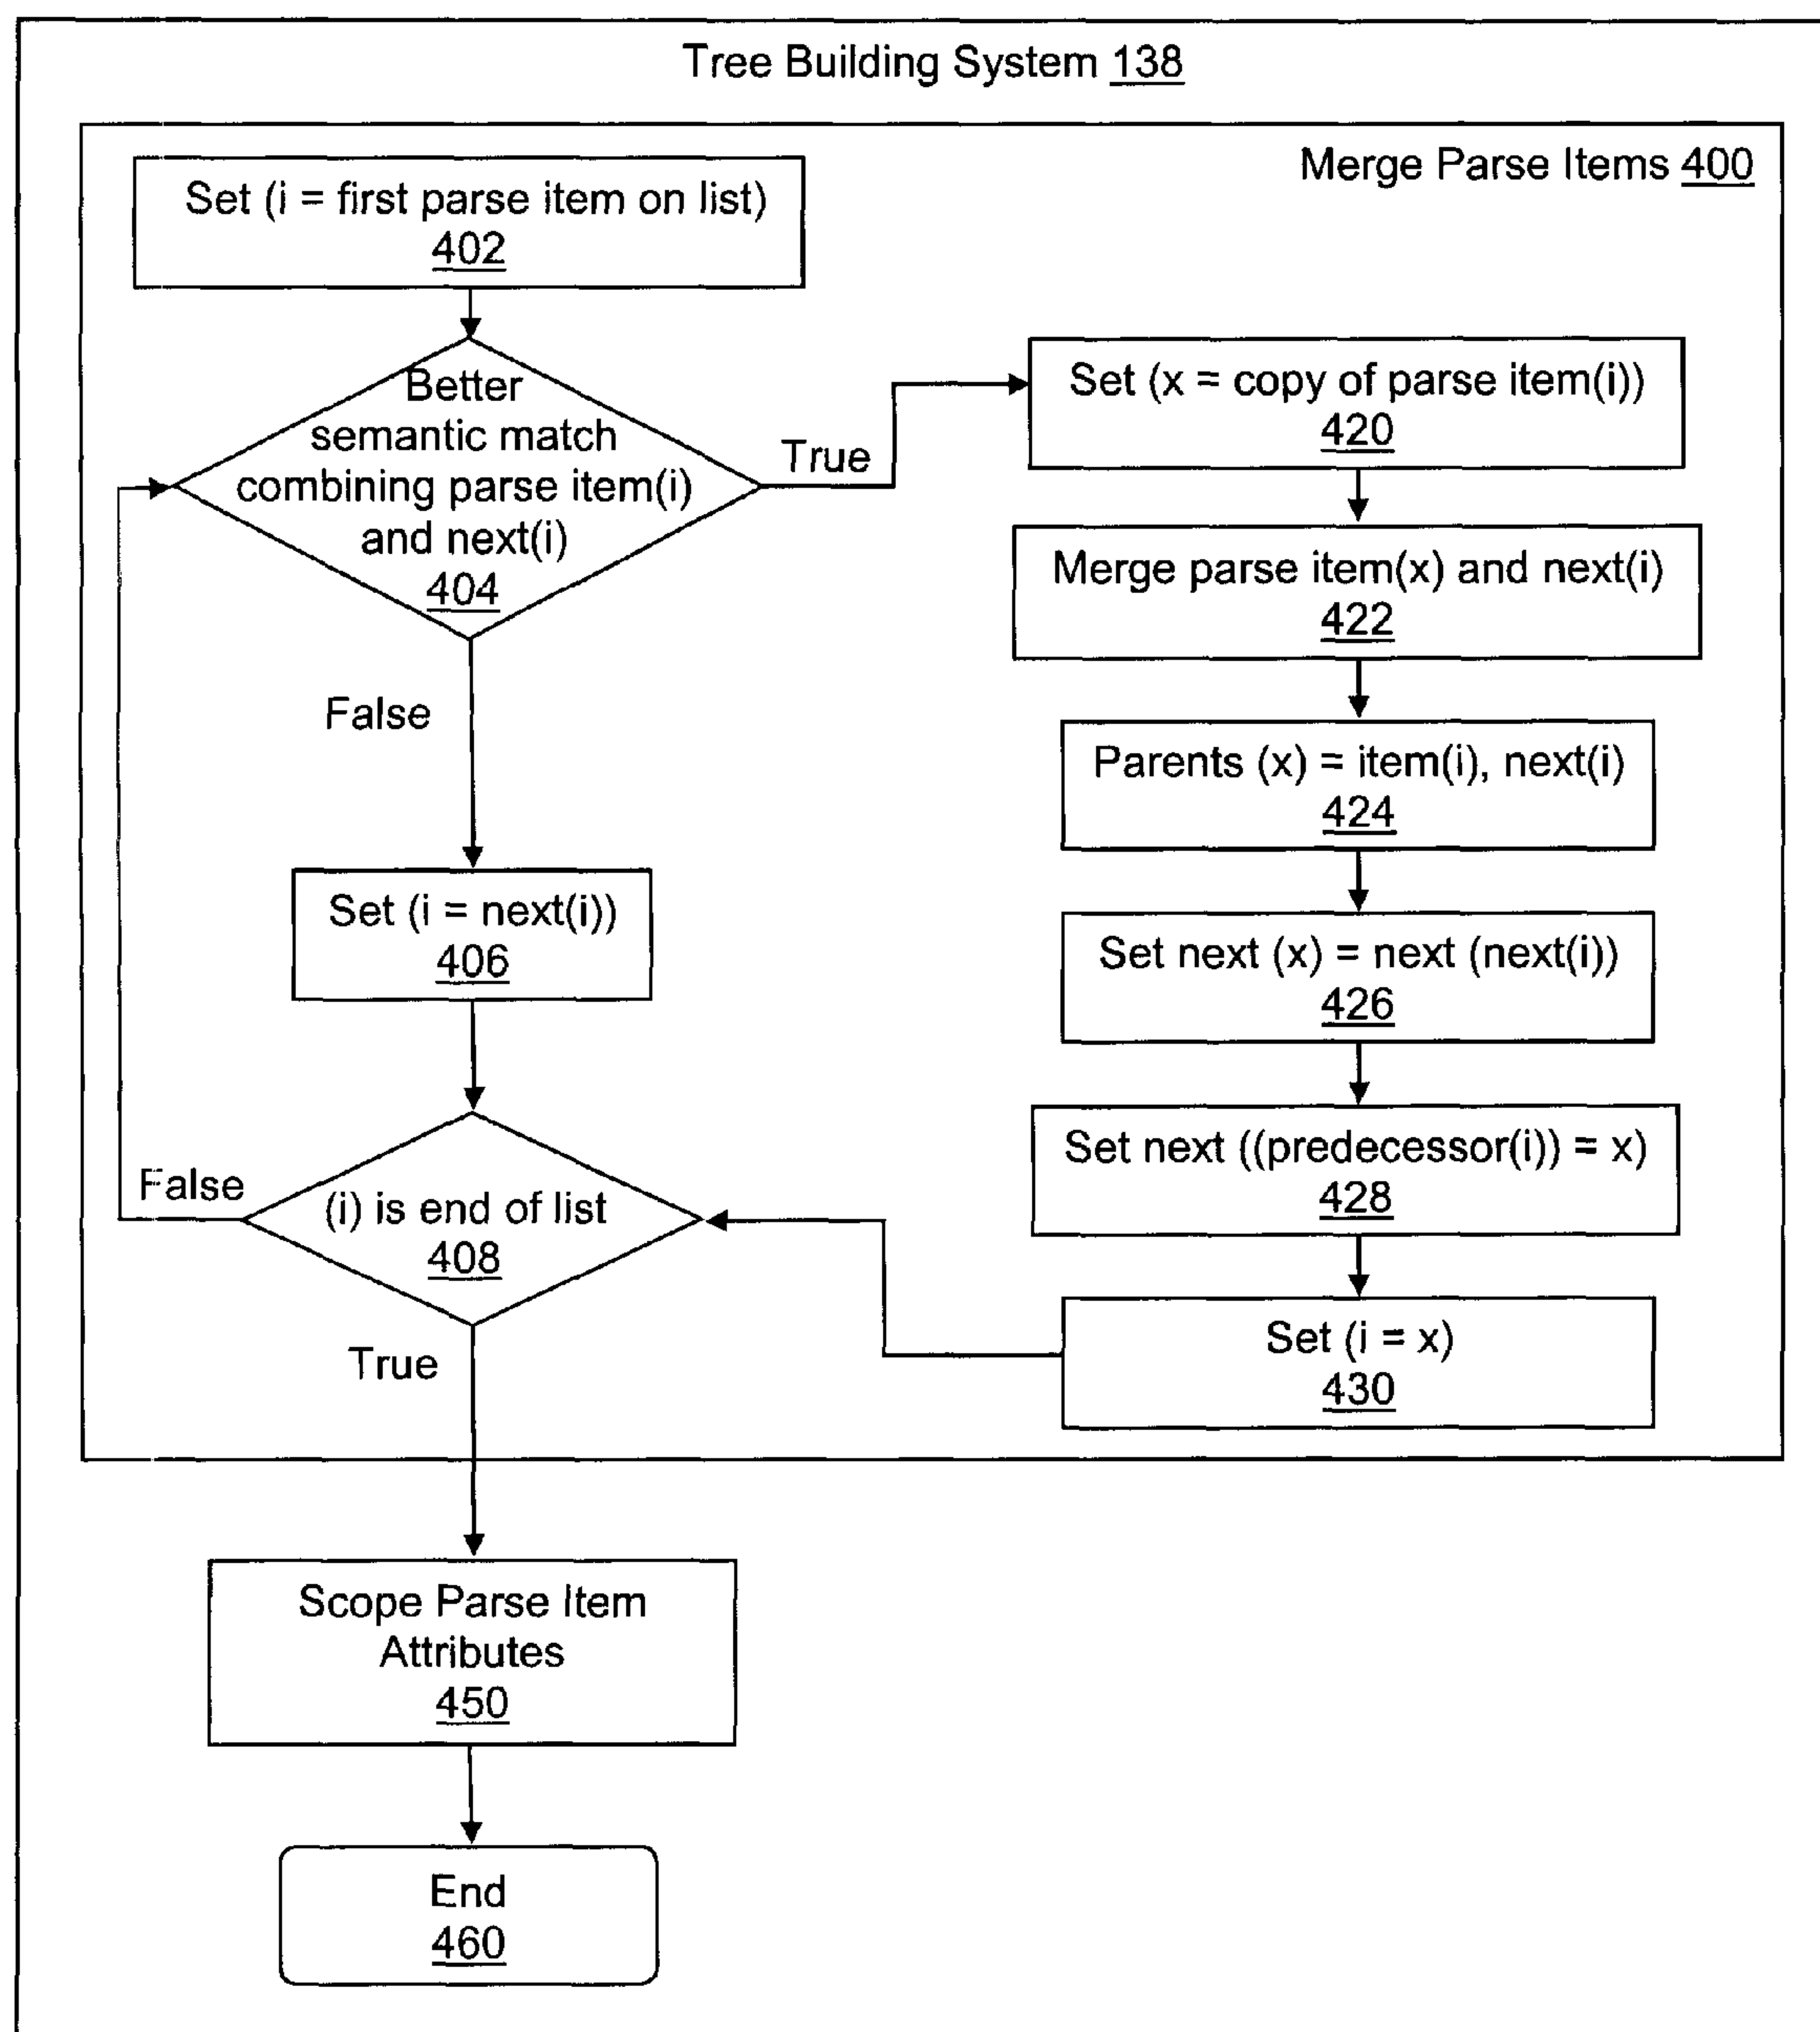 Tree Building System 138
Merge Parse Items 400
Set (i = first parse item on list)
402
Better
semantic match
combining parse item(i)
and next(i)
404
True
False
Set (i = next(i))
406
(i) is end of list
408
False
True
Set (x = copy of parse item(i))
420
Merge parse item(x) and next(i)
422
Parents (x) = item(i), next(i)
424
Set next (x) = next (next(i))
426
Set next ((predecessor(i)) = x)
428
Set (i = x)
430
Scope Parse Item
Attributes
450
End
460